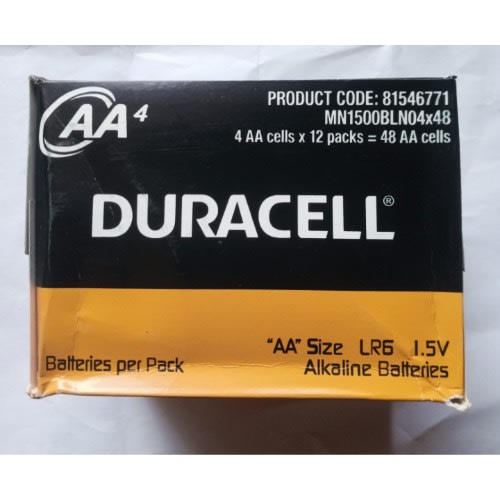 AA4
PRODUCT CODE: 81546771
MN1500BLN04x48
4 AA cells x 12 packs = 48 AA cells
DURACELL®
Batteries per Pack
"AA" Size LR6 1.5V
Alkaline Batteries